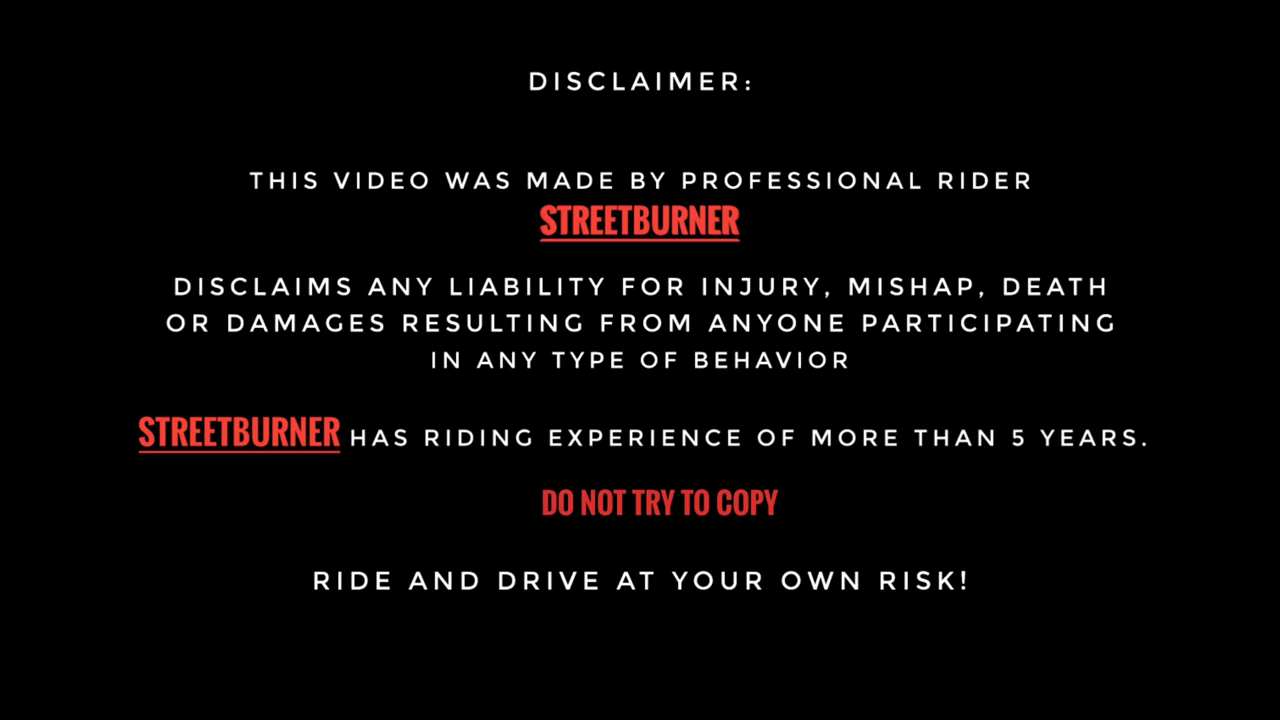 DISCLAIMER:
THIS VIDEO WAS MADE BY PROFESSIONAL RIDER
STREETBURNER
DISCLAIMS ANY LIABILITY FOR INJURY, MISHAP, DEATH
OR DAMAGES RESULTING FROM ANYONE PARTICIPATING
IN ANY TYPE OF BEHAVIOR
STREETBURNER HAS RIDING EXPERIENCE OF MORE THAN 5 YEARS.
DO NOT TRY TO COPY
RIDE AND DRIVE AT YOUR OWN RISK!